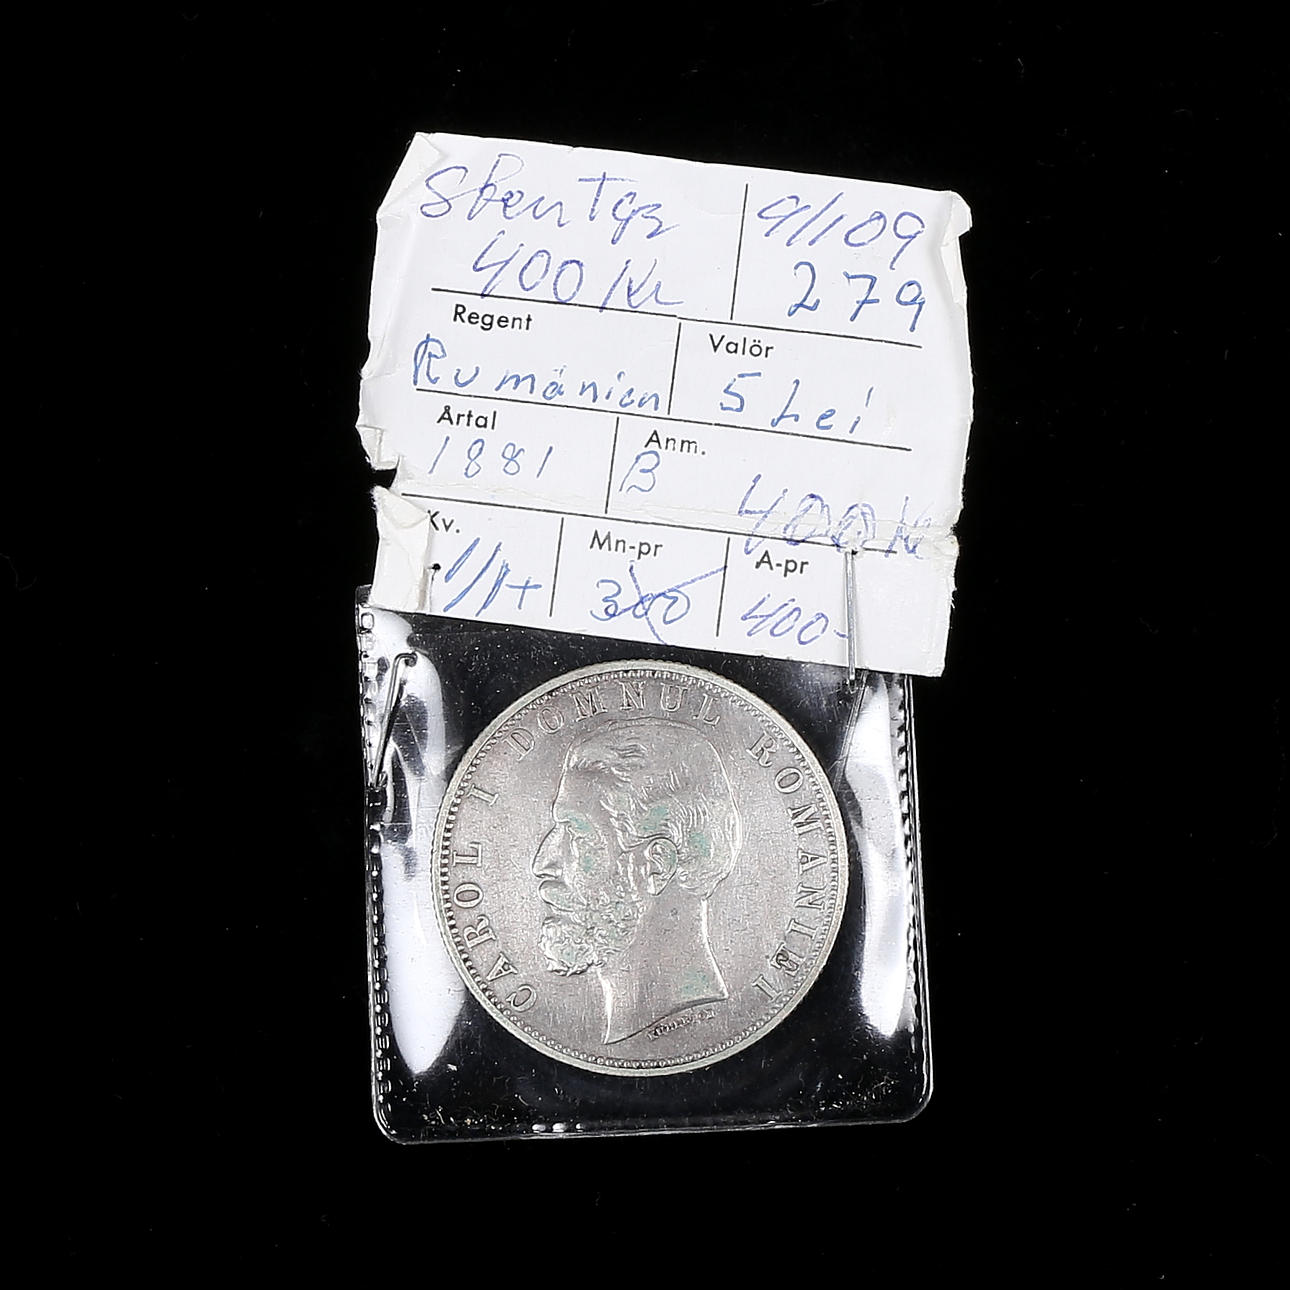 400 Kr
9/109
279
Regent
Valör
Rumänien
5 Lei
Årtal
Anm.
1881
B
400 Kr
Kv.
Mn-pr
A-pr
1/1+
300
400-
CAROL I DOMNUL ROMANIEI